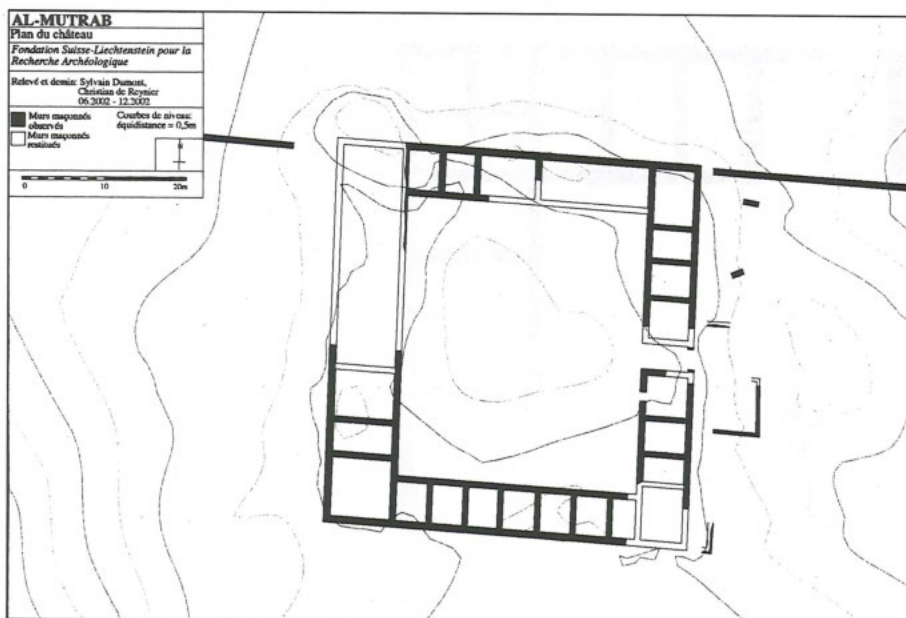 AL-MUTRAB
Plan du château
Fondation Suisse-Liechtenstein pour la
Recherche Archéologique
Relevé et dessin: Sylvain Dumont,
Christian de Reynier
06.2002 - 12.2002
Murs maçonnés
observés
Courbes de niveau:
équidistance = 0,5m
Murs maçonnés
restitués
N
0 10 20m